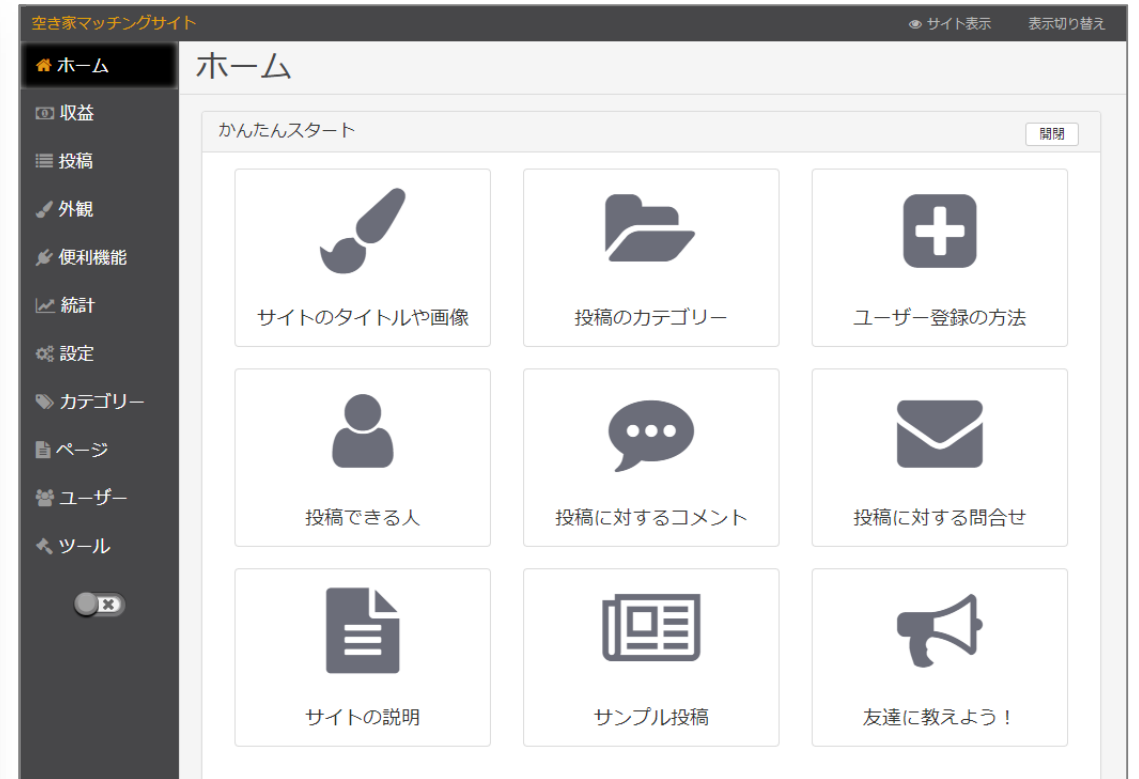 空き家マッチングサイト
サイト表示
表示切り替え
ホーム
収益
投稿
外観
便利機能
統計
設定
カテゴリー
ページ
ユーザー
ツール
ホーム
かんたんスタート
開閉
サイトのタイトルや画像
投稿のカテゴリー
ユーザー登録の方法
投稿できる人
投稿に対するコメント
投稿に対する問合せ
サイトの説明
サンプル投稿
友達に教えよう！